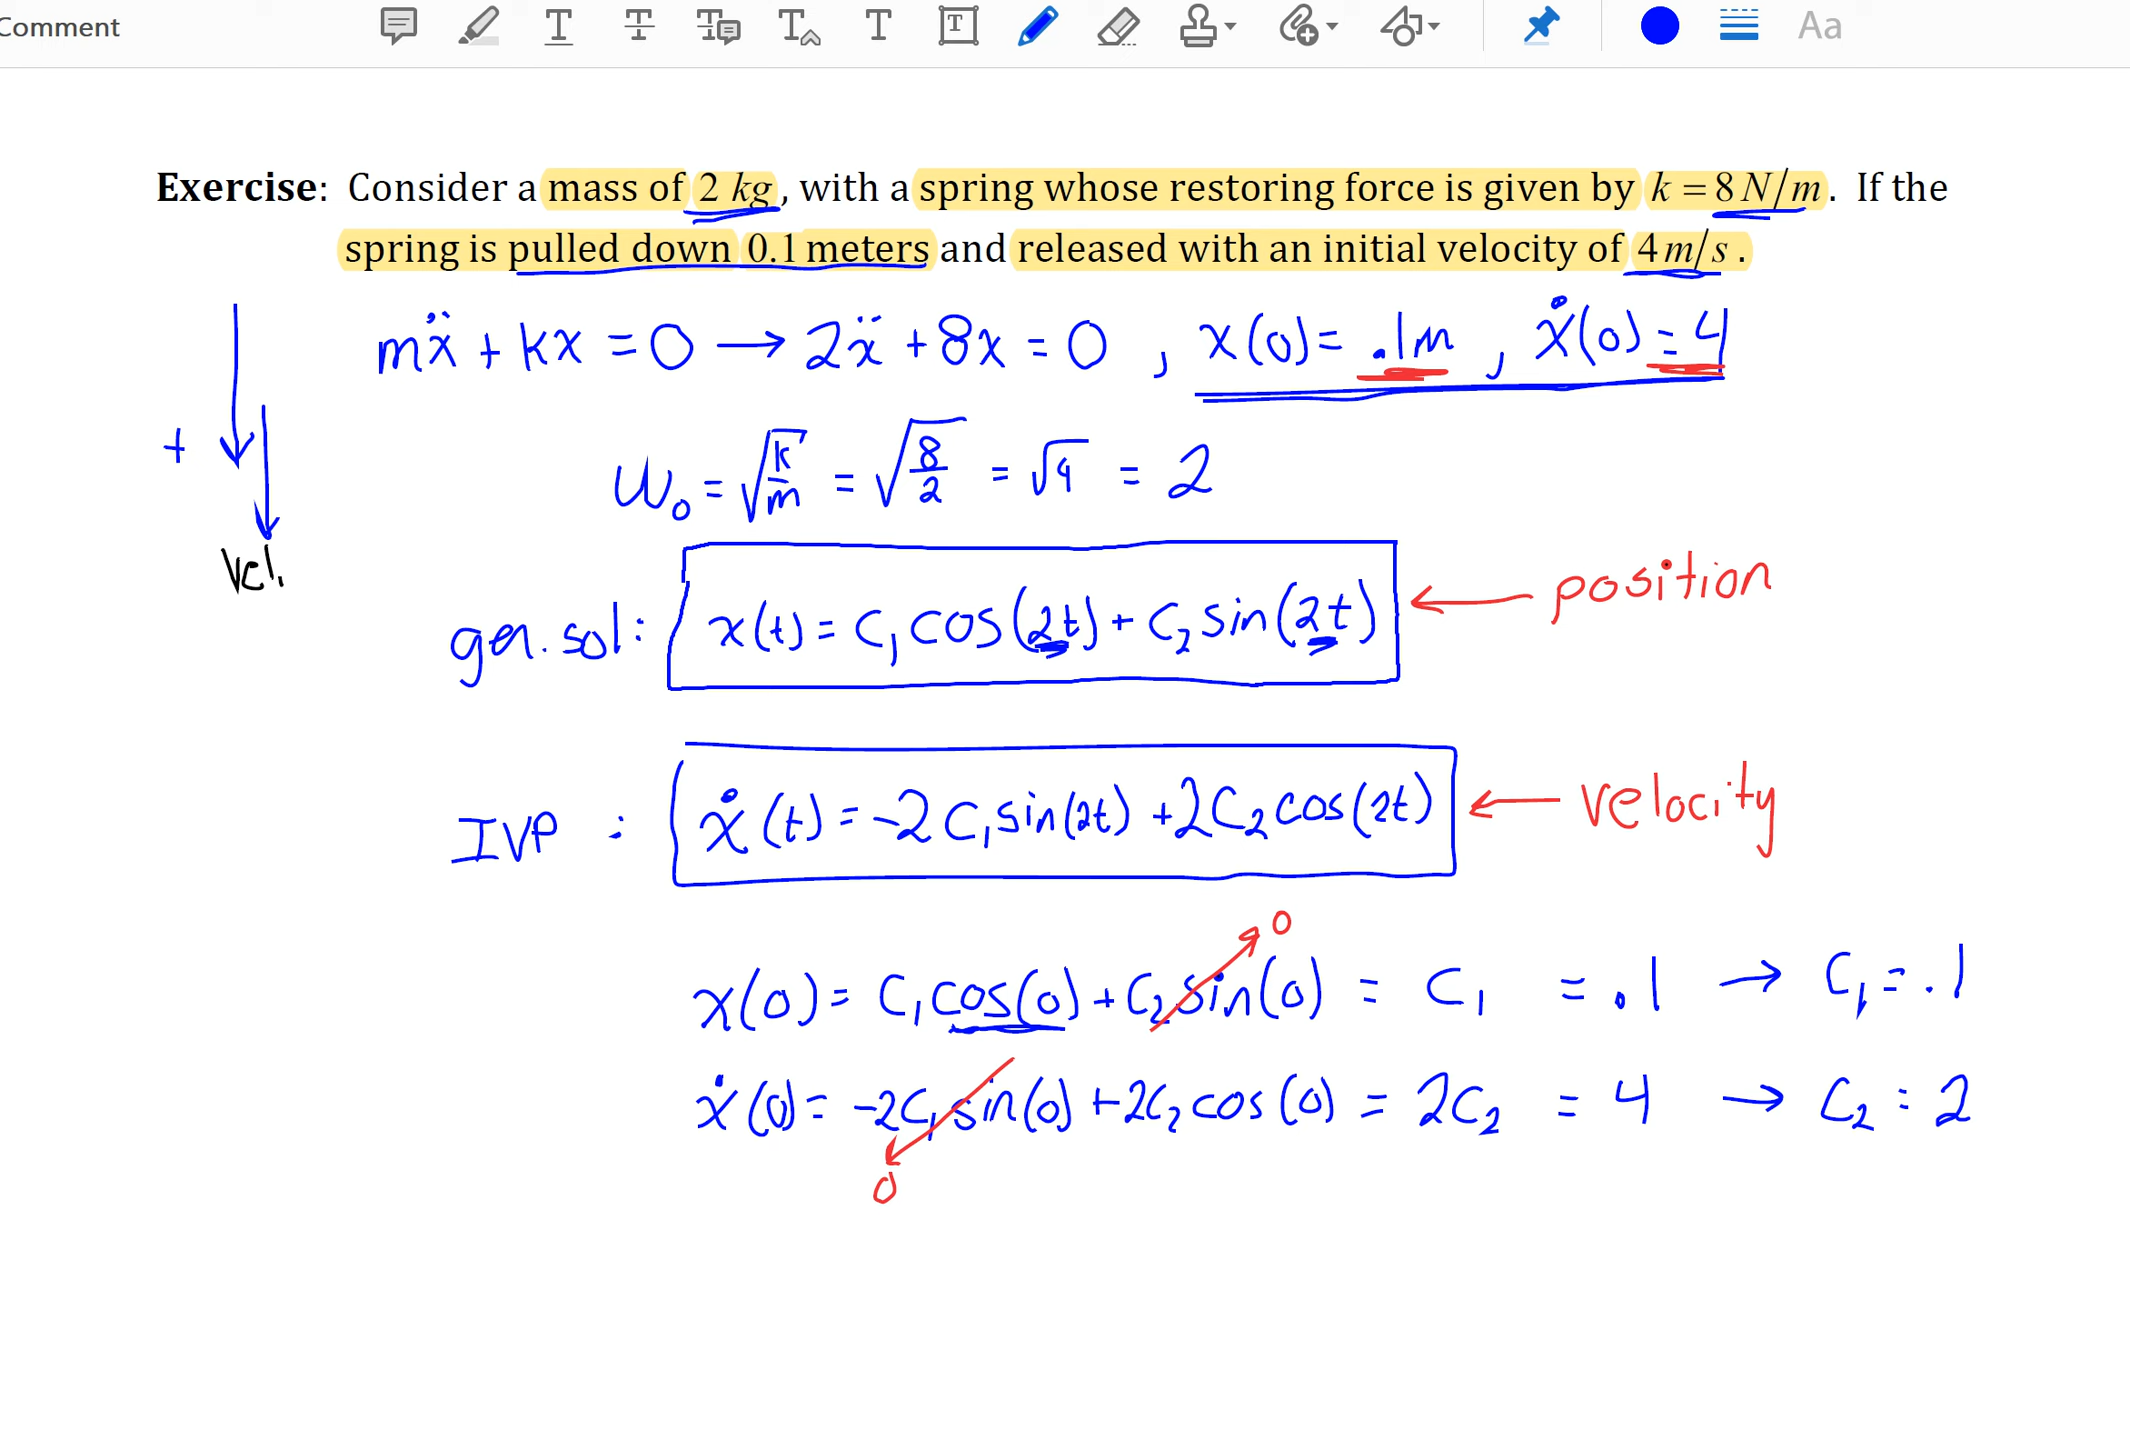 Comment T T T T T T Aa
Exercise: Consider a mass of 2 kg, with a spring whose restoring force is given by k = 8 N/m. If the
spring is pulled down 0.1 meters and released with an initial velocity of 4 m/s.
mẍ + kx = 0 → 2ẍ + 8x = 0 , x(0) = .1m , ẋ(0) = 4
+
ω₀ = √(k/m) = √(8/2) = √4 = 2
Vel.
gen. sol: x(t) = C₁cos(2t) + C₂sin(2t) ← position
IVP : ẋ(t) = -2C₁sin(2t) + 2C₂cos(2t) ← velocity
0
x(0) = C₁cos(0) + C₂sin(0) = C₁ = .1 → C₁ = .1
ẋ(0) = -2C₁sin(0) + 2C₂cos(0) = 2C₂ = 4 → C₂ = 2
0